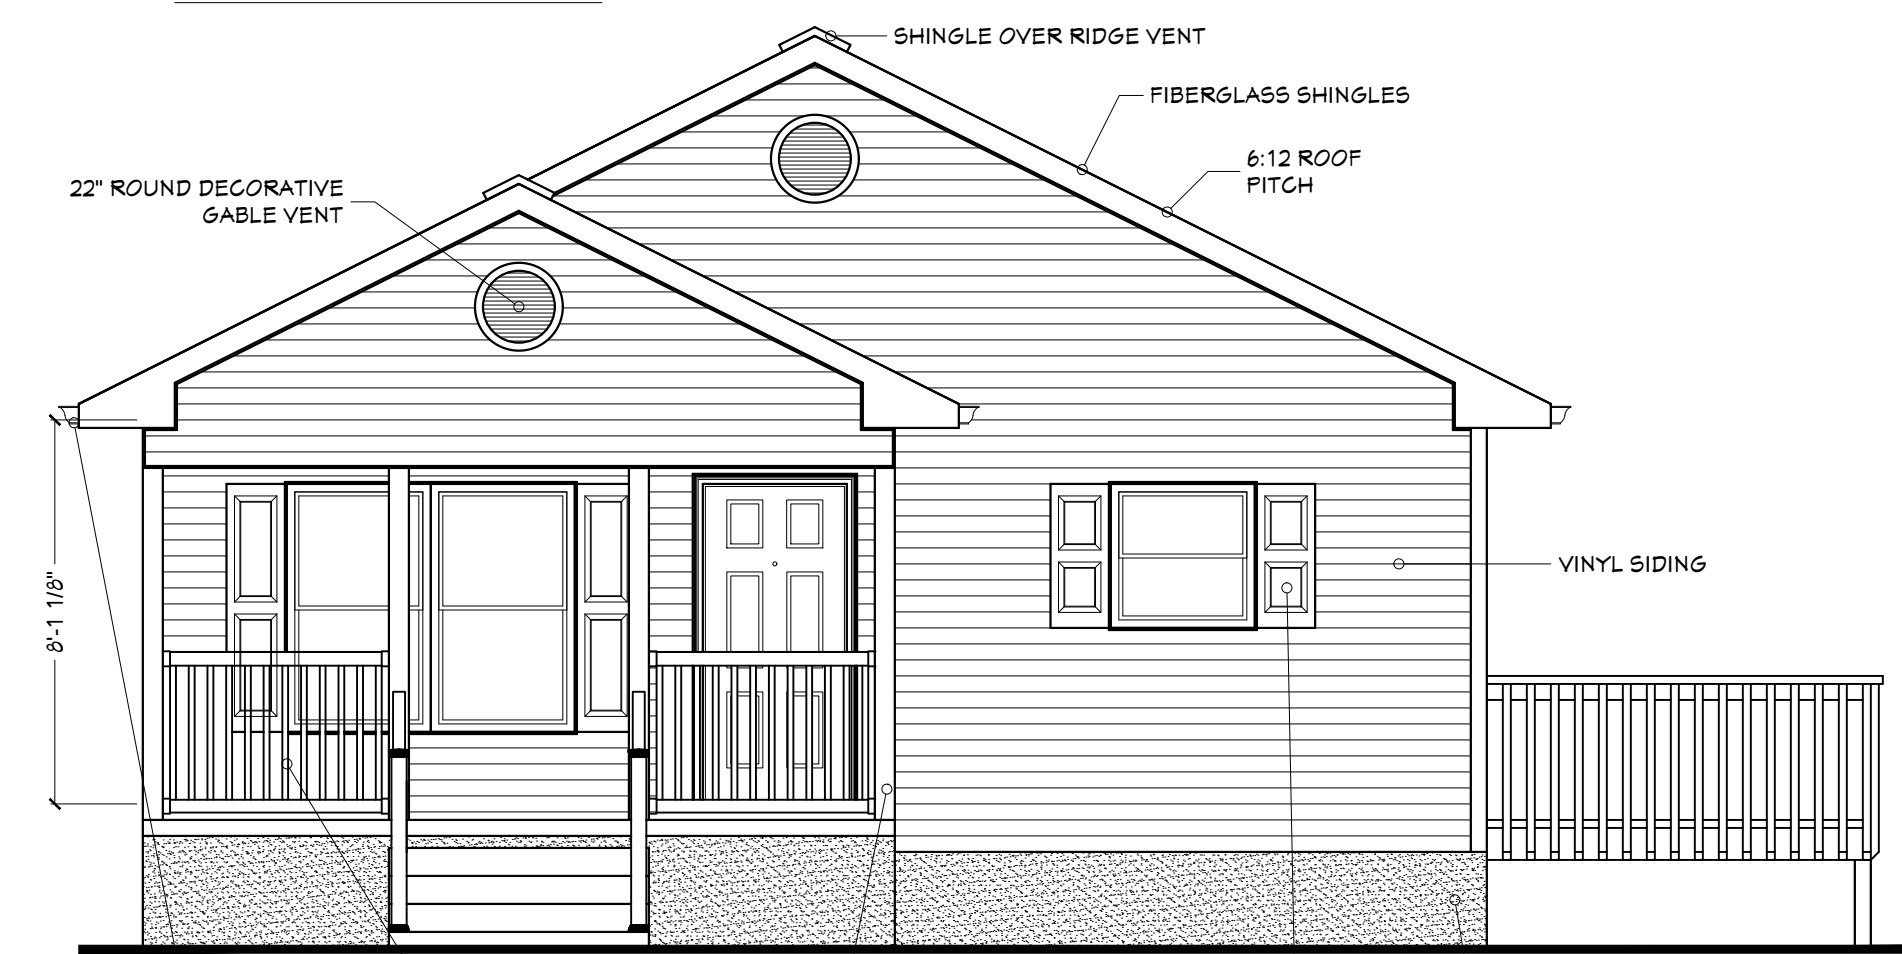 SHINGLE OVER RIDGE VENT
FIBERGLASS SHINGLES
6:12 ROOF
PITCH
22" ROUND DECORATIVE
GABLE VENT
VINYL SIDING
8'-1 1/8"